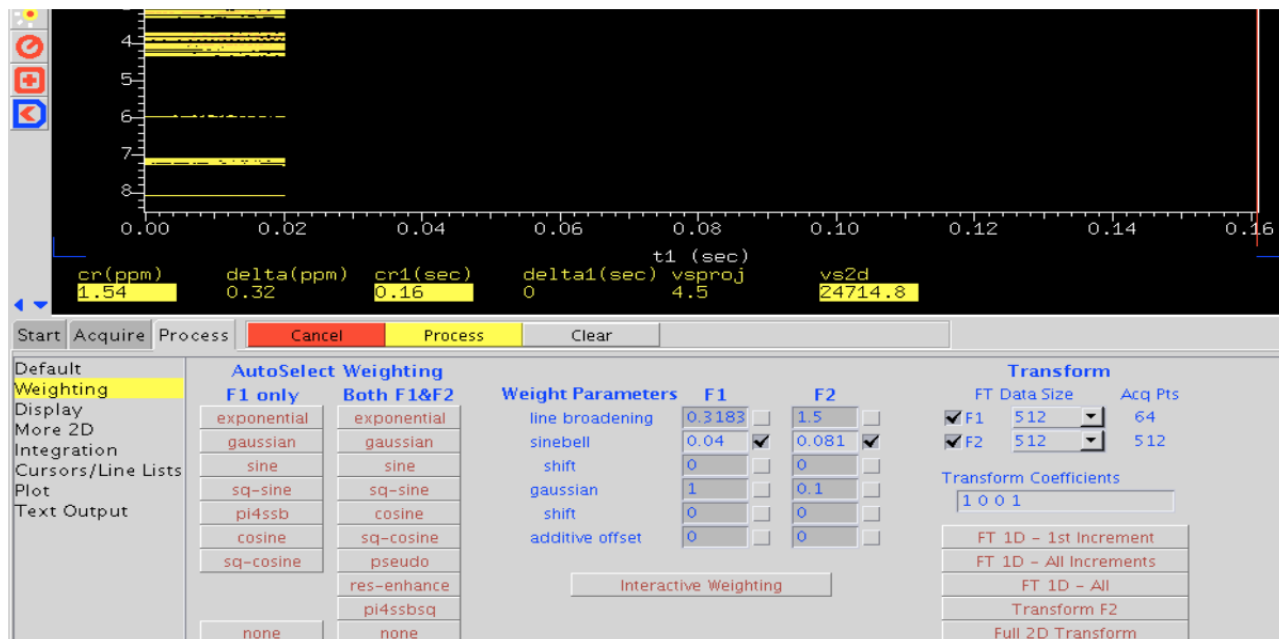 4
5
6
7
8
0.00 0.02 0.04 0.06 0.08 0.10 0.12 0.14 0.16
t1 (sec)
cr(ppm) delta(ppm) cr1(sec) delta1(sec) vsproj vs2d
1.54 0.32 0.16 0 4.5 24714.8
Start Acquire Process Cancel Process Clear
Default
Weighting
Display
More 2D
Integration
Cursors/Line Lists
Plot
Text Output
AutoSelect Weighting
F1 only Both F1&F2
exponential exponential
gaussian gaussian
sine sine
sq-sine sq-sine
pi4ssb cosine
cosine sq-cosine
sq-cosine pseudo
res-enhance
pi4ssbsq
none none
Weight Parameters F1 F2
line broadening 0.3183 1.5
sinebell 0.04 0.081
shift 0 0
gaussian 1 0.1
shift 0 0
additive offset 0 0
Interactive Weighting
Transform
FT Data Size Acq Pts
F1 512 64
F2 512 512
Transform Coefficients
1 0 0 1
FT 1D – 1st Increment
FT 1D – All Increments
FT 1D – All
Transform F2
Full 2D Transform